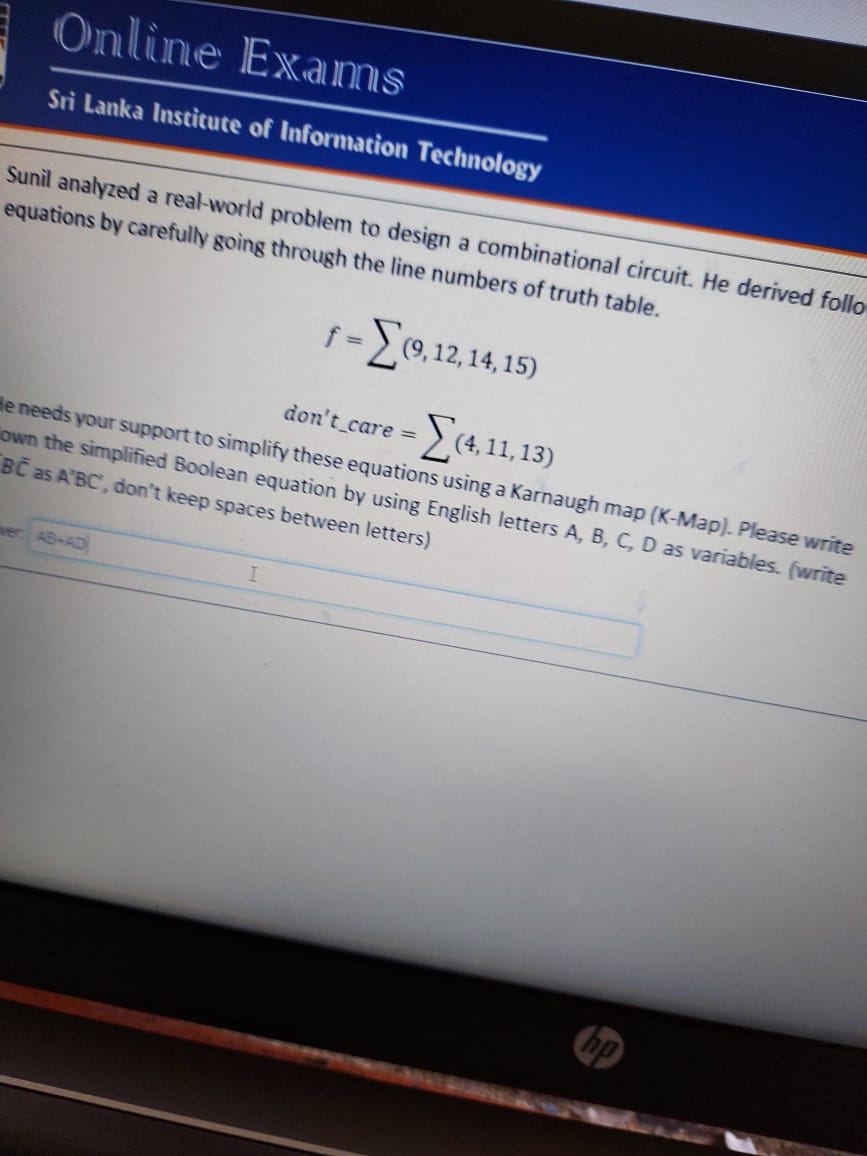 Online Exams
Sri Lanka Institute of Information Technology
Sunil analyzed a real-world problem to design a combinational circuit. He derived follo
equations by carefully going through the line numbers of truth table.
f = ∑(9, 12, 14, 15)
don't_care = ∑(4, 11, 13)
He needs your support to simplify these equations using a Karnaugh map (K-Map). Please write
own the simplified Boolean equation by using English letters A, B, C, D as variables. (write
BC̄ as A'BC', don't keep spaces between letters)
wer: AB+AD
hp